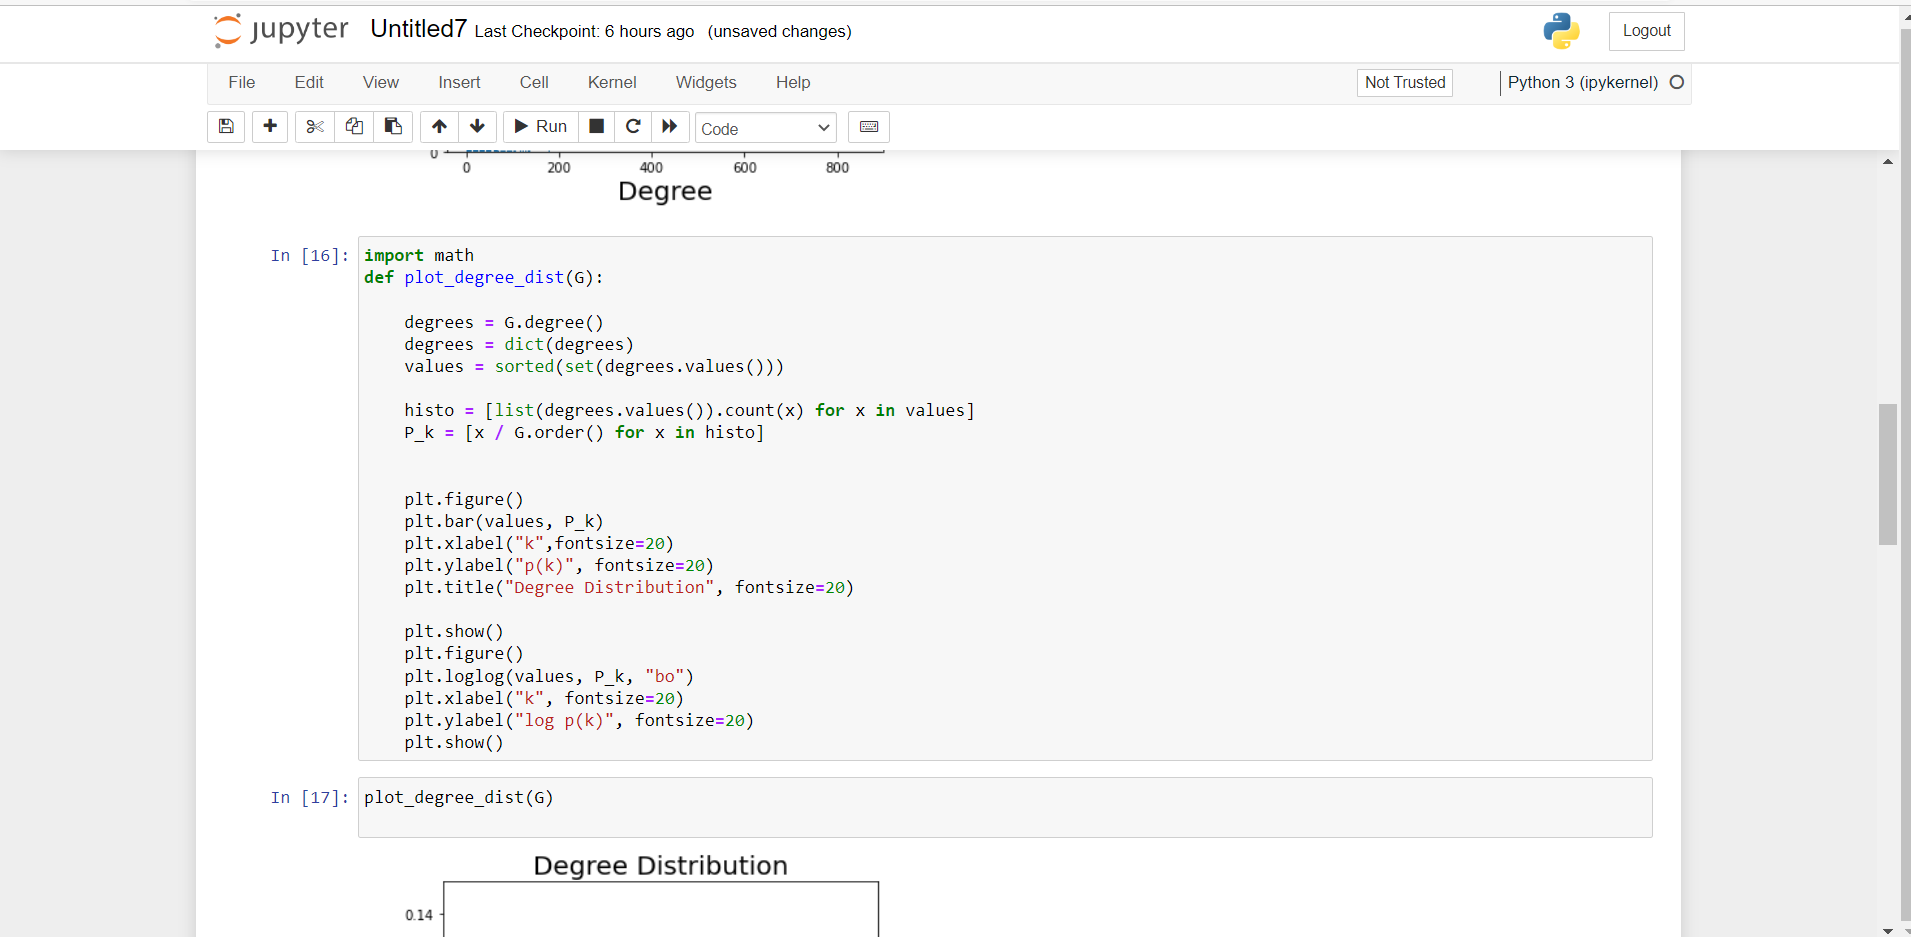 jupyter Untitled7 Last Checkpoint: 6 hours ago (unsaved changes)
Logout
File Edit View Insert Cell Kernel Widgets Help
Not Trusted
Python 3 (ipykernel)
Run
Code
0
0 200 400 600 800
Degree
In [16]:
import math
def plot_degree_dist(G):
    degrees = G.degree()
    degrees = dict(degrees)
    values = sorted(set(degrees.values()))
    histo = [list(degrees.values()).count(x) for x in values]
    P_k = [x / G.order() for x in histo]
    plt.figure()
    plt.bar(values, P_k)
    plt.xlabel("k",fontsize=20)
    plt.ylabel("p(k)", fontsize=20)
    plt.title("Degree Distribution", fontsize=20)
    plt.show()
    plt.figure()
    plt.loglog(values, P_k, "bo")
    plt.xlabel("k", fontsize=20)
    plt.ylabel("log p(k)", fontsize=20)
    plt.show()
In [17]:
plot_degree_dist(G)
Degree Distribution
0.14